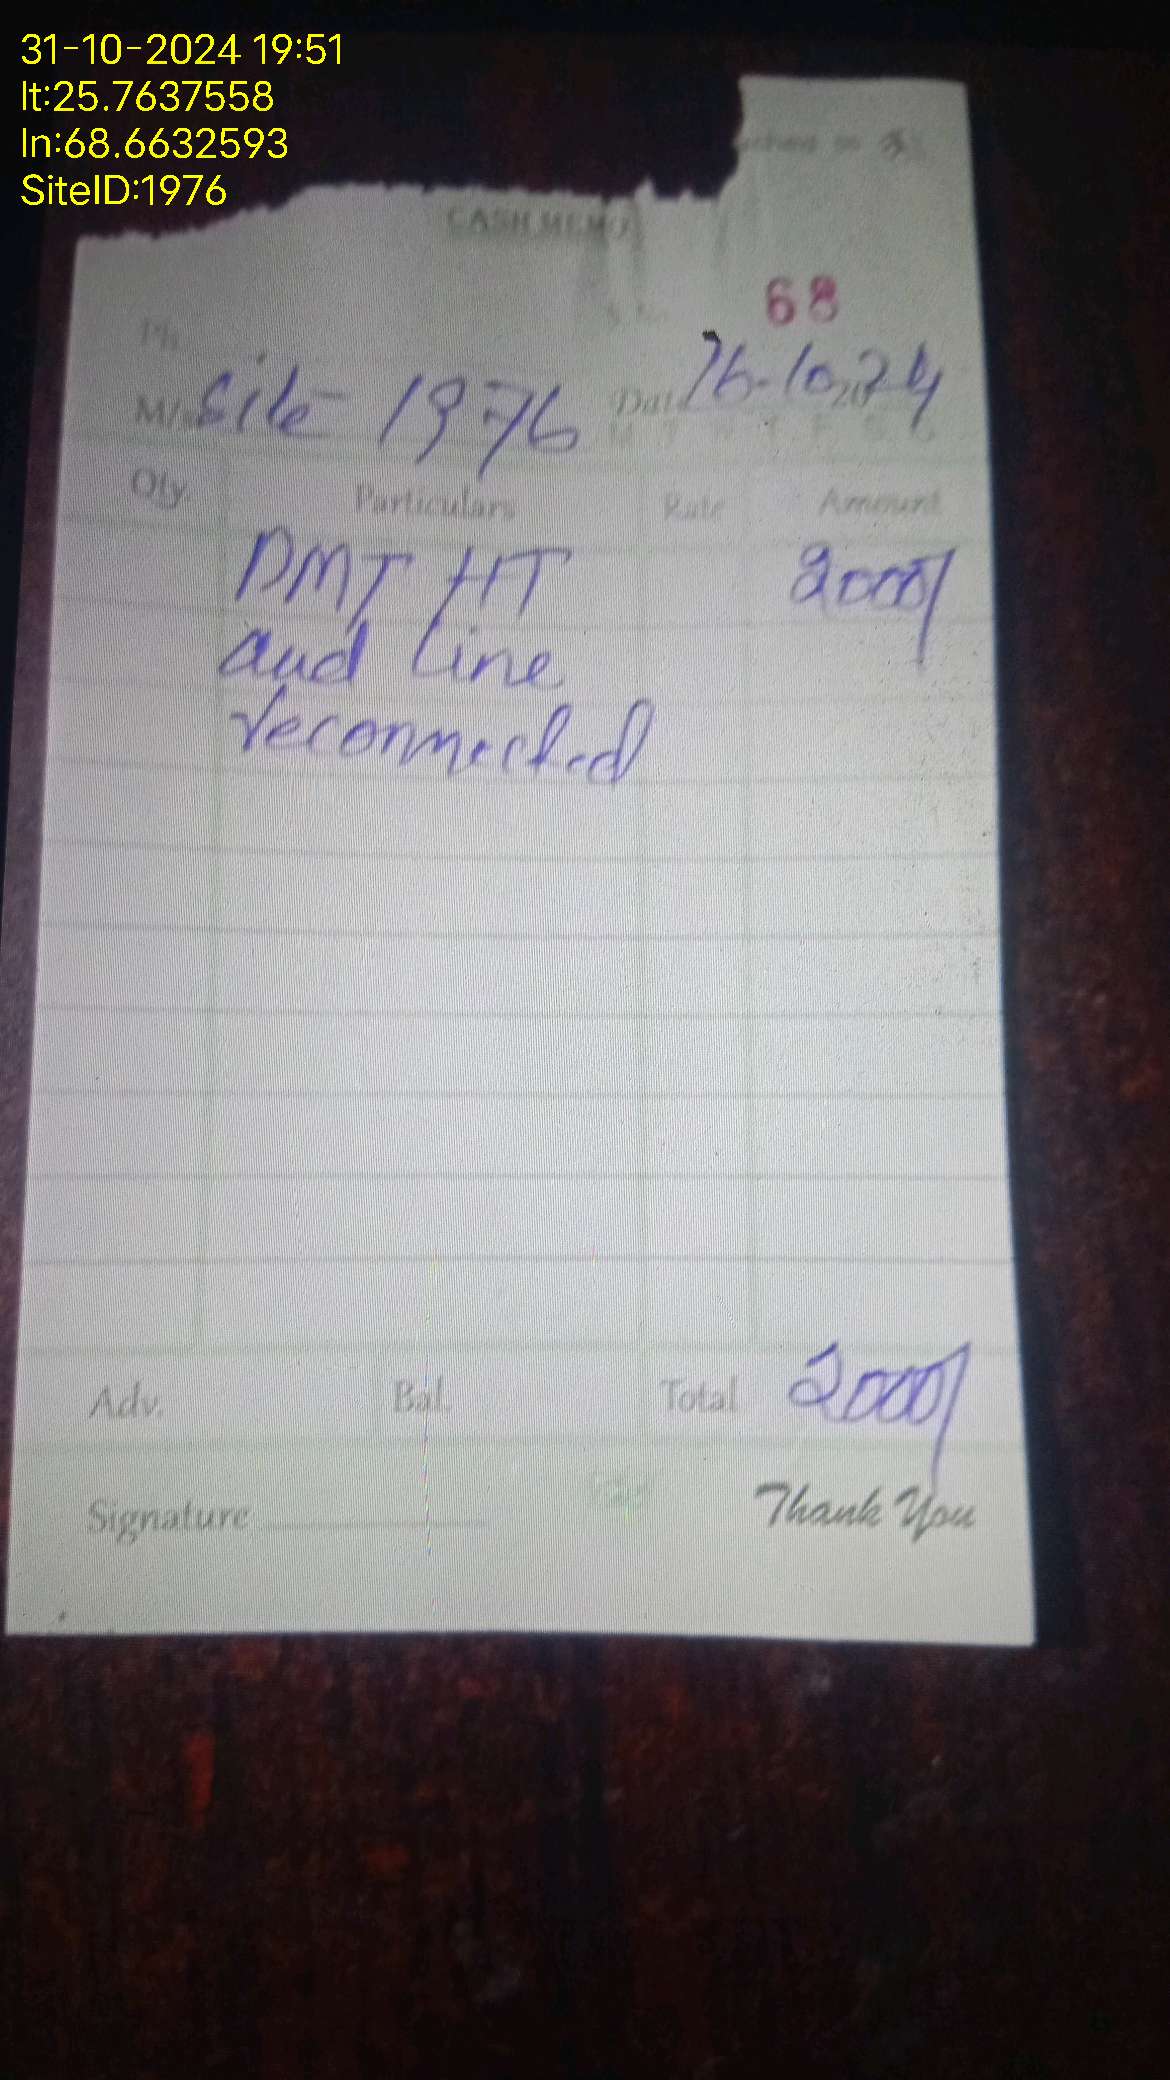 31-10-2024 19:51
lt:25.7637558
ln:68.6632593
SiteID:1976
CASH MEMO
68
Ph
M/s site 1976 Date 16-10-2024
Qty. Particulars Rate Amount
DMT HT 2000/
and Line
reconnected
Adv. Bal. Total 2000/
Signature
Thank You